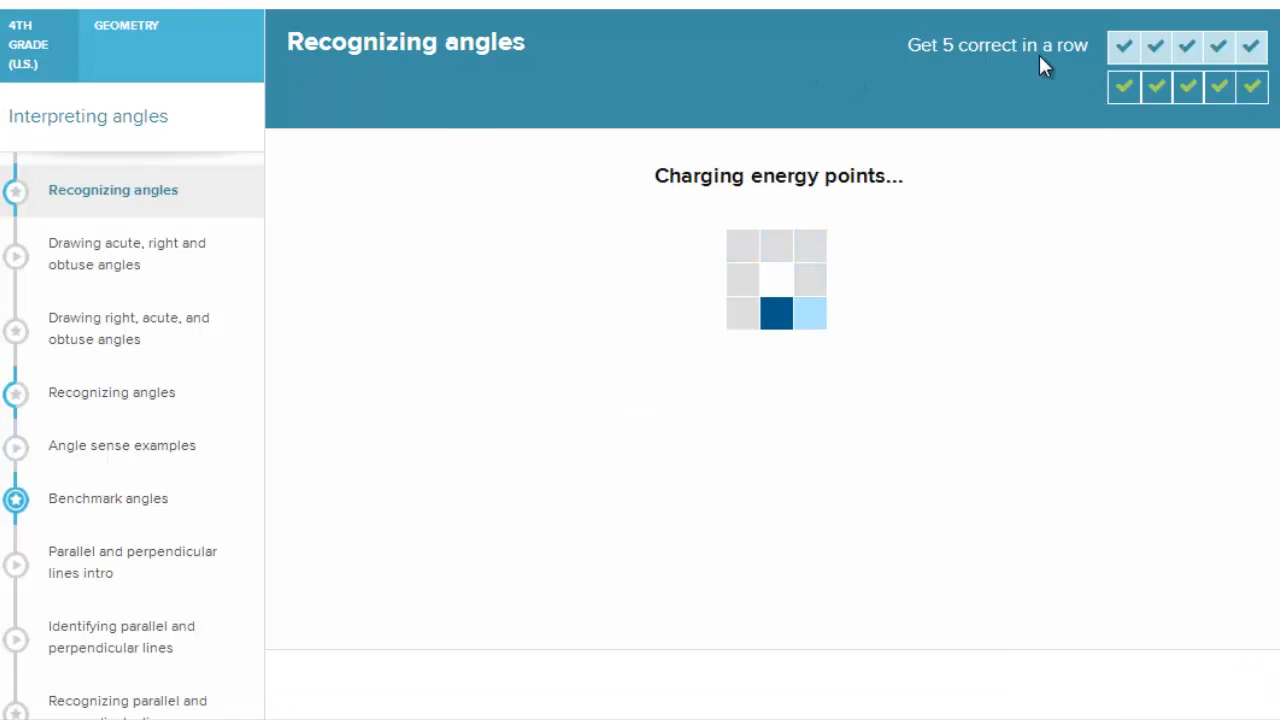 4TH
GRADE
(U.S.)
GEOMETRY
Interpreting angles
Recognizing angles
Drawing acute, right and
obtuse angles
Drawing right, acute, and
obtuse angles
Recognizing angles
Angle sense examples
Benchmark angles
Parallel and perpendicular
lines intro
Identifying parallel and
perpendicular lines
Recognizing parallel and
Recognizing angles
Get 5 correct in a row
Charging energy points...